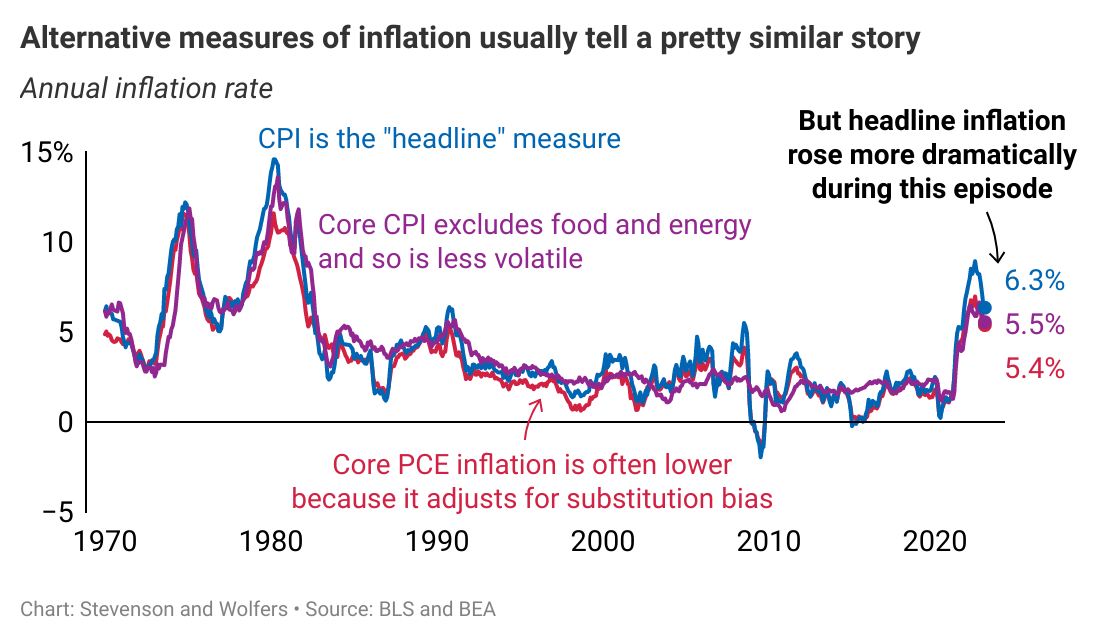 Alternative measures of inflation usually tell a pretty similar story
Annual inflation rate
But headline inflation
rose more dramatically
during this episode
CPI is the "headline" measure
15%
Core CPI excludes food and energy
and so is less volatile
10
6.3%
5
5.5%
5.4%
0
Core PCE inflation is often lower
because it adjusts for substitution bias
−5
1970 1980 1990 2000 2010 2020
Chart: Stevenson and Wolfers • Source: BLS and BEA